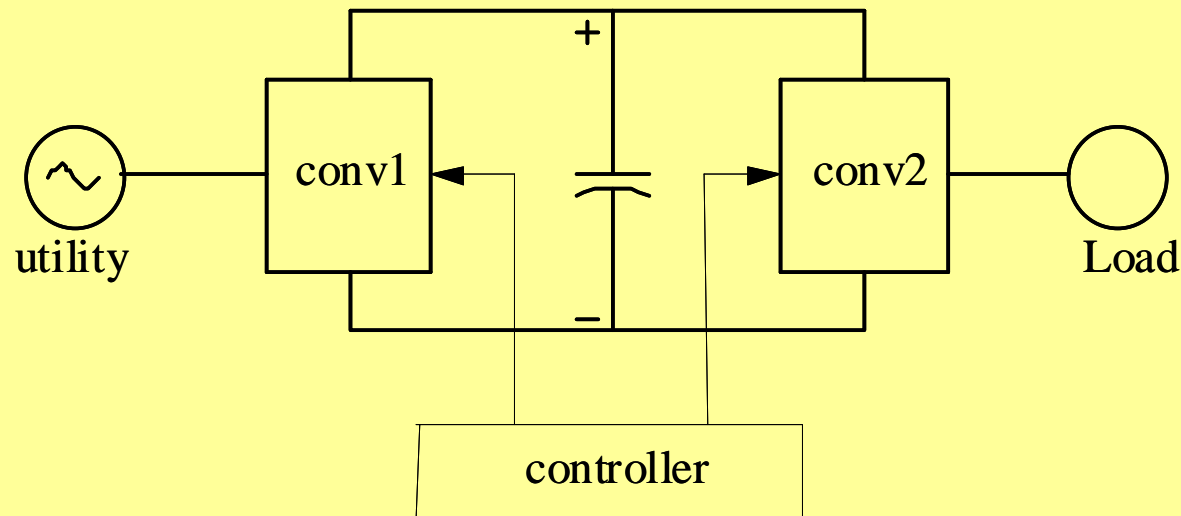 +
conv1
conv2
utility
Load
−
controller